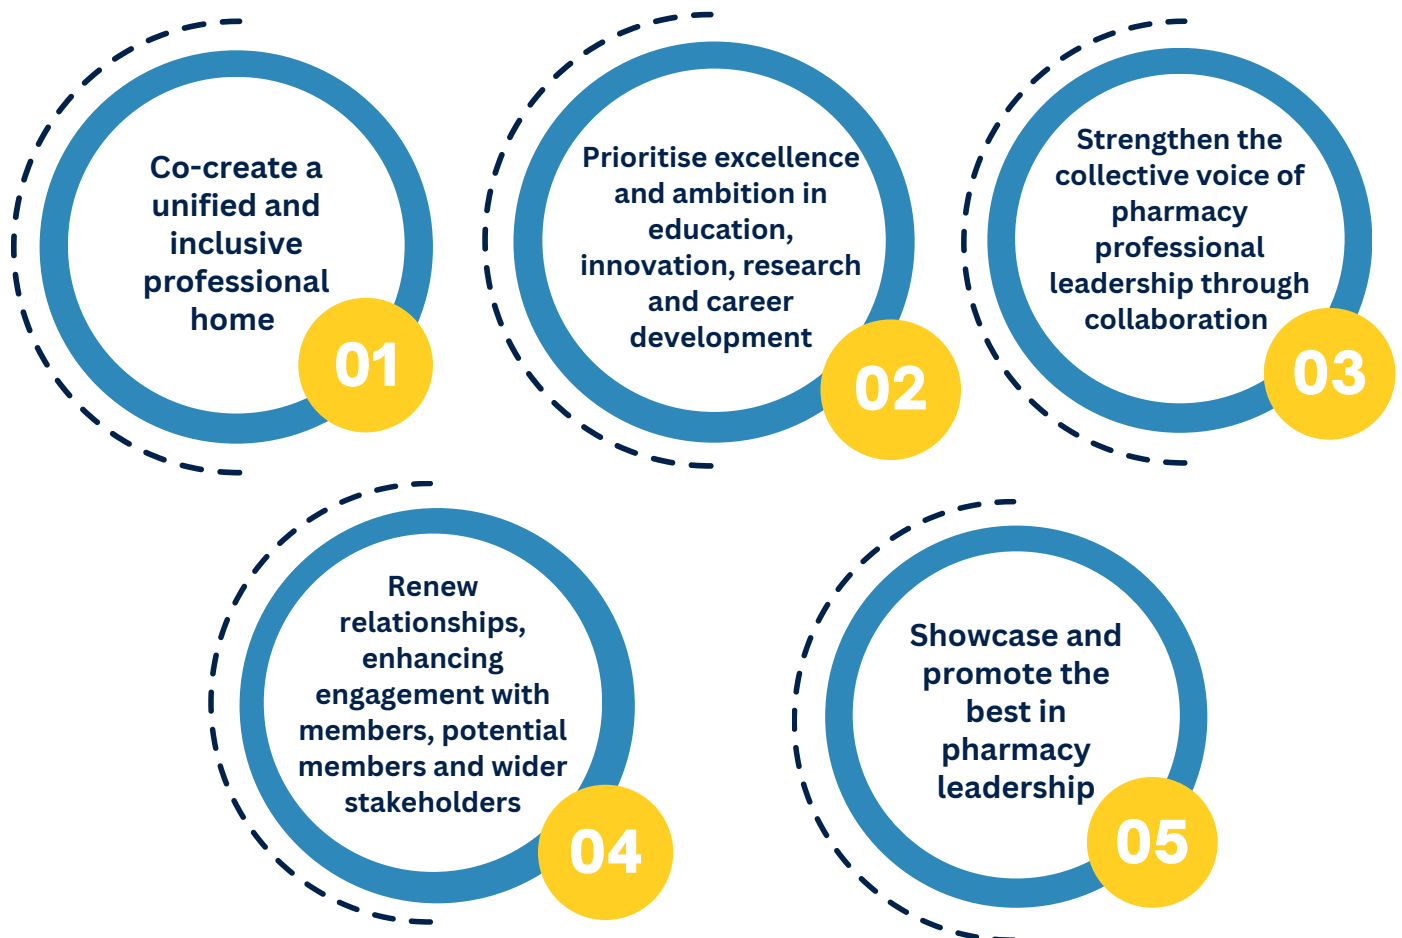 Co-create a
unified and
inclusive
professional
home
01
Prioritise excellence
and ambition in
education,
innovation, research
and career
development
02
Strengthen the
collective voice of
pharmacy
professional
leadership through
collaboration
03
Renew
relationships,
enhancing
engagement with
members, potential
members and wider
stakeholders
04
Showcase and
promote the
best in
pharmacy
leadership
05